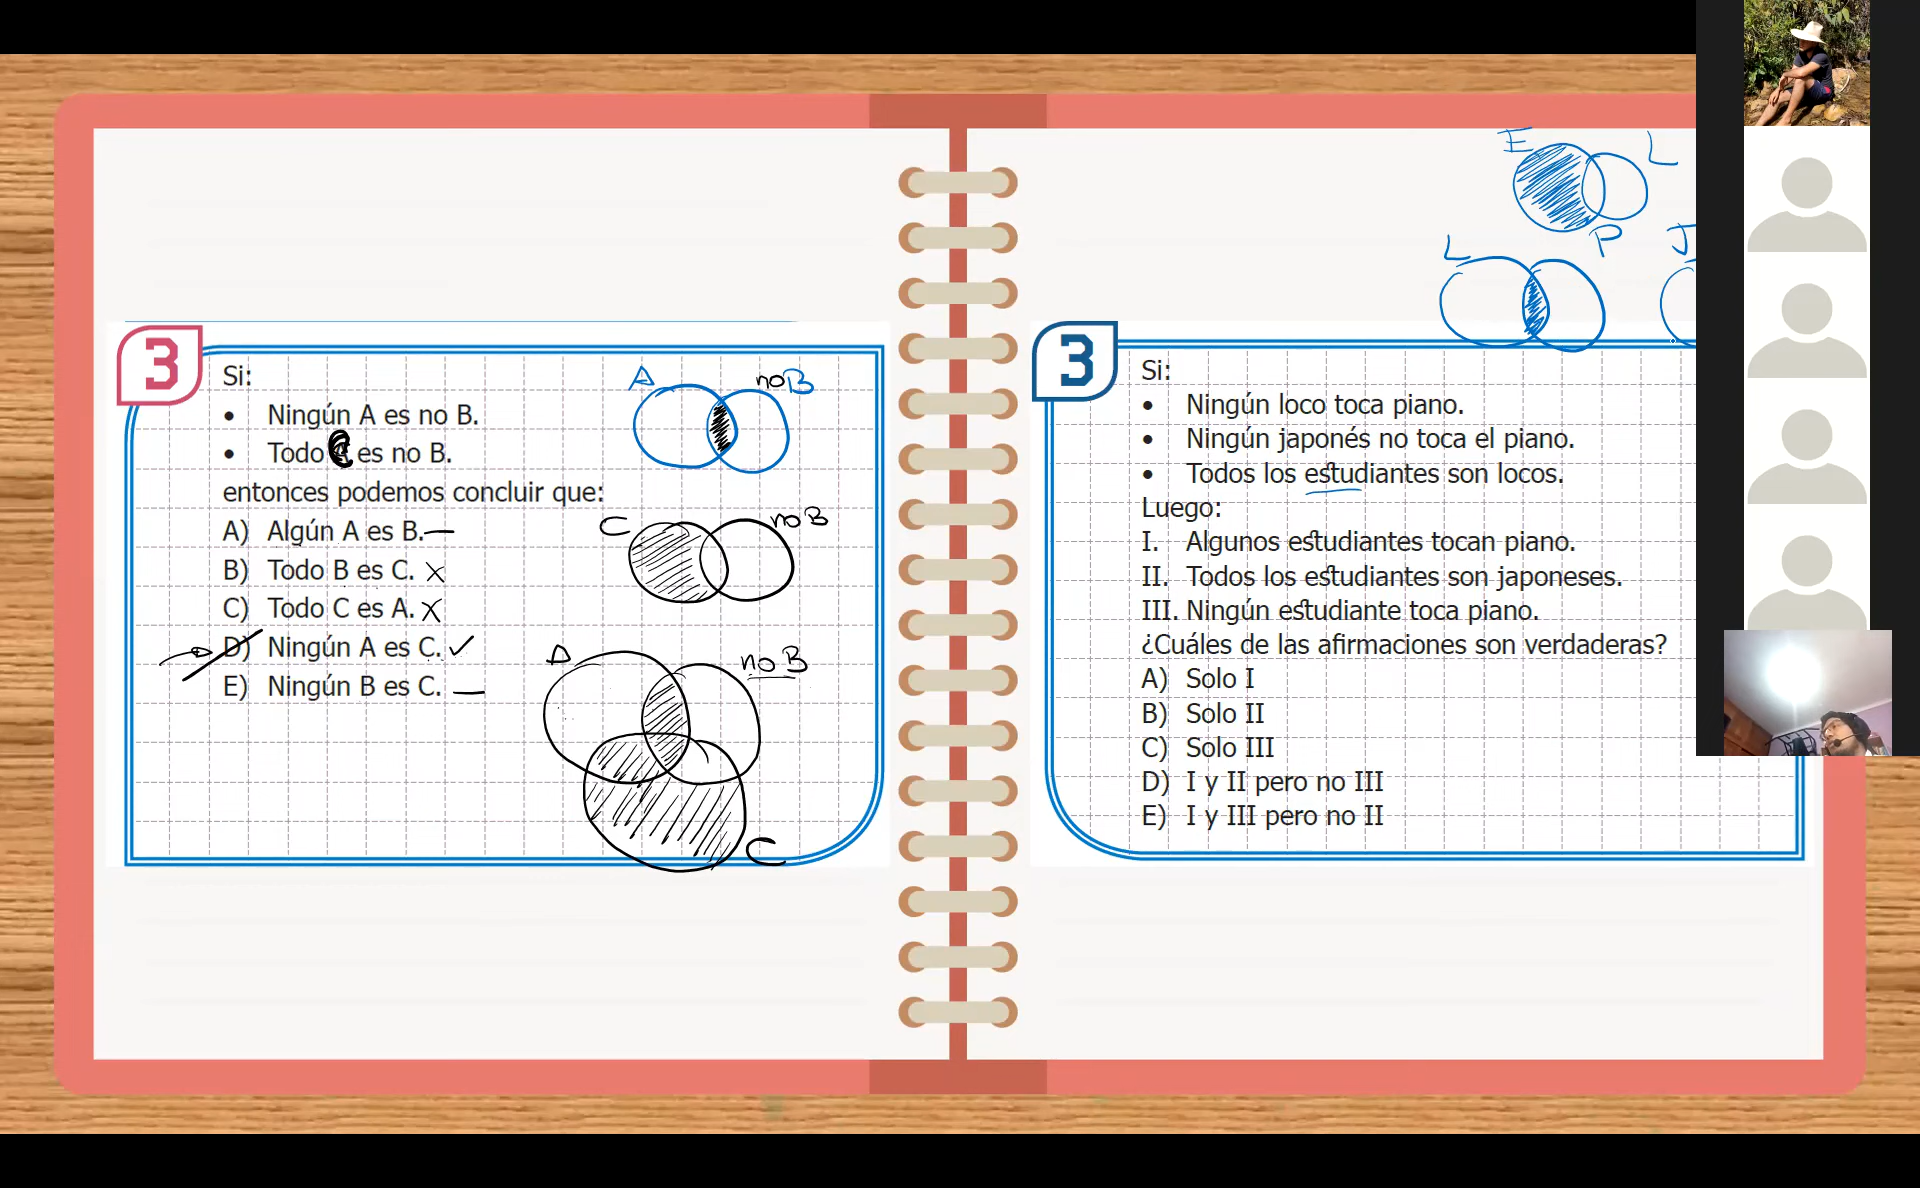 3
Si:
• Ningún A es no B.
• Todo C es no B.
entonces podemos concluir que:
A) Algún A es B.
B) Todo B es C. x
C) Todo C es A. x
D) Ningún A es C. ✓
E) Ningún B es C.
A
no B
C
no B
A
no B
C
E
L
L
P
J
3
Si:
• Ningún loco toca piano.
• Ningún japonés no toca el piano.
• Todos los estudiantes son locos.
Luego:
I. Algunos estudiantes tocan piano.
II. Todos los estudiantes son japoneses.
III. Ningún estudiante toca piano.
¿Cuáles de las afirmaciones son verdaderas?
A) Solo I
B) Solo II
C) Solo III
D) I y II pero no III
E) I y III pero no II